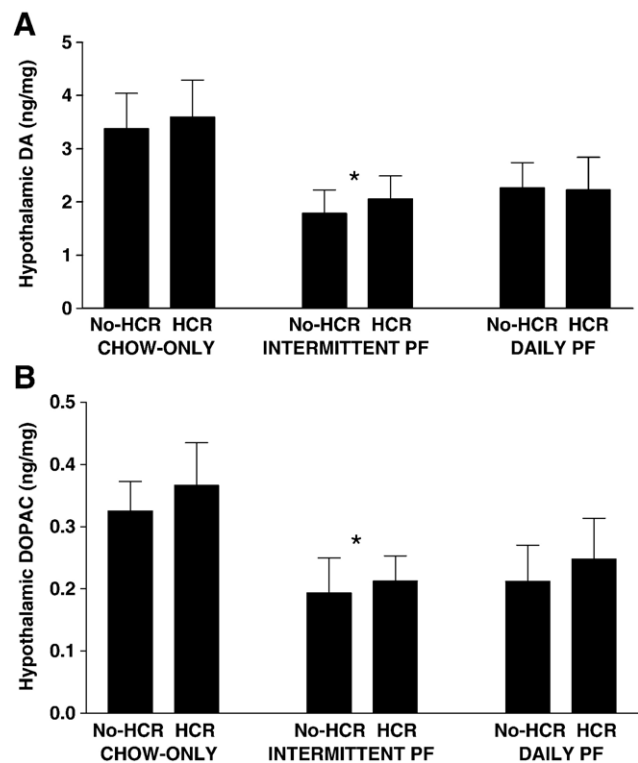 A
Hypothalamic DA (ng/mg)
5
4
3
2
1
0
*
No-HCR HCR No-HCR HCR No-HCR HCR
CHOW-ONLY INTERMITTENT PF DAILY PF
B
Hypothalamic DOPAC (ng/mg)
0.5
0.4
0.3
0.2
0.1
0.0
*
No-HCR HCR No-HCR HCR No-HCR HCR
CHOW-ONLY INTERMITTENT PF DAILY PF